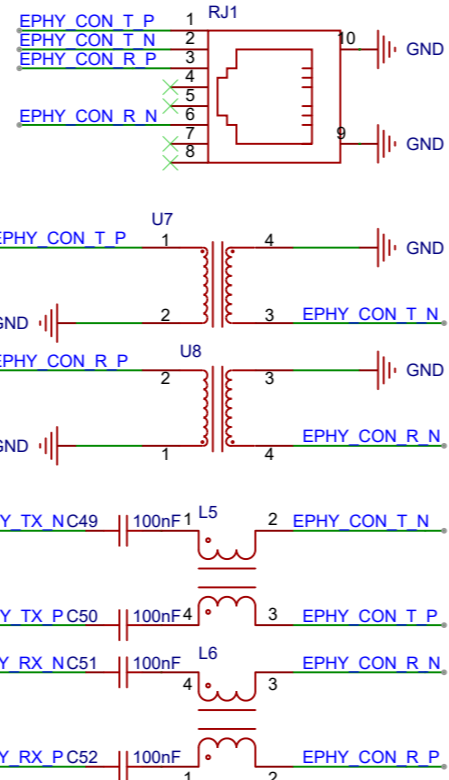 RJ1
EPHY_CON_T_P 1
EPHY_CON_T_N 2
EPHY_CON_R_P 3
4
5
EPHY_CON_R_N 6
7
8
10 GND
9 GND
U7
EPHY_CON_T_P 1
4 GND
GND 2
3 EPHY_CON_T_N
U8
EPHY_CON_R_P 2
3 GND
GND 1
4 EPHY_CON_R_N
L5
Y_TX_N C49 100nF 1
2 EPHY_CON_T_N
Y_TX_P C50 100nF 4
3 EPHY_CON_T_P
L6
Y_RX_N C51 100nF 4
3 EPHY_CON_R_N
Y_RX_P C52 100nF 1
2 EPHY_CON_R_P